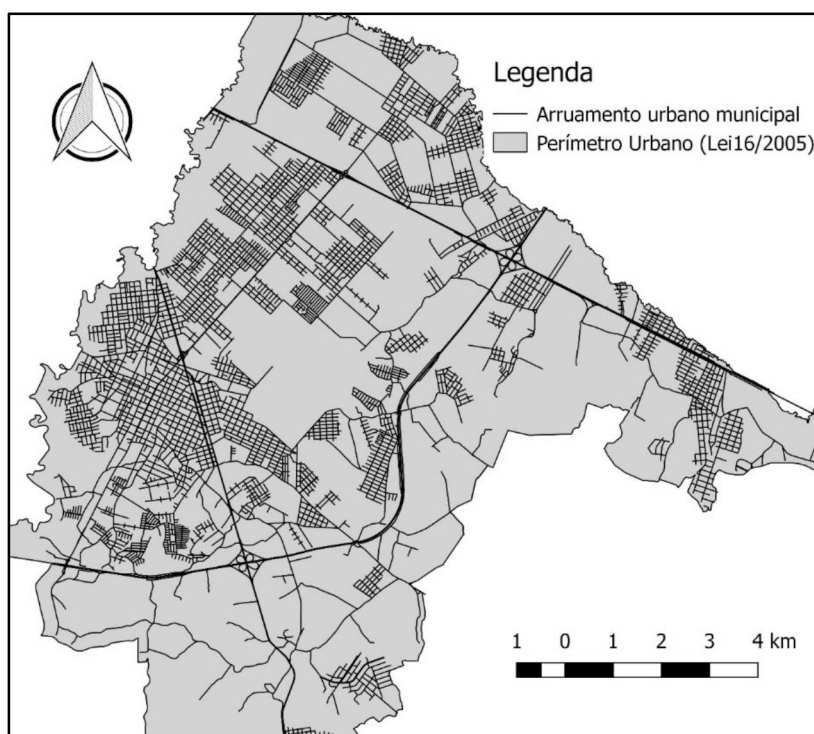 Legenda
Arruamento urbano municipal
Perímetro Urbano (Lei16/2005)
1 0 1 2 3 4 km